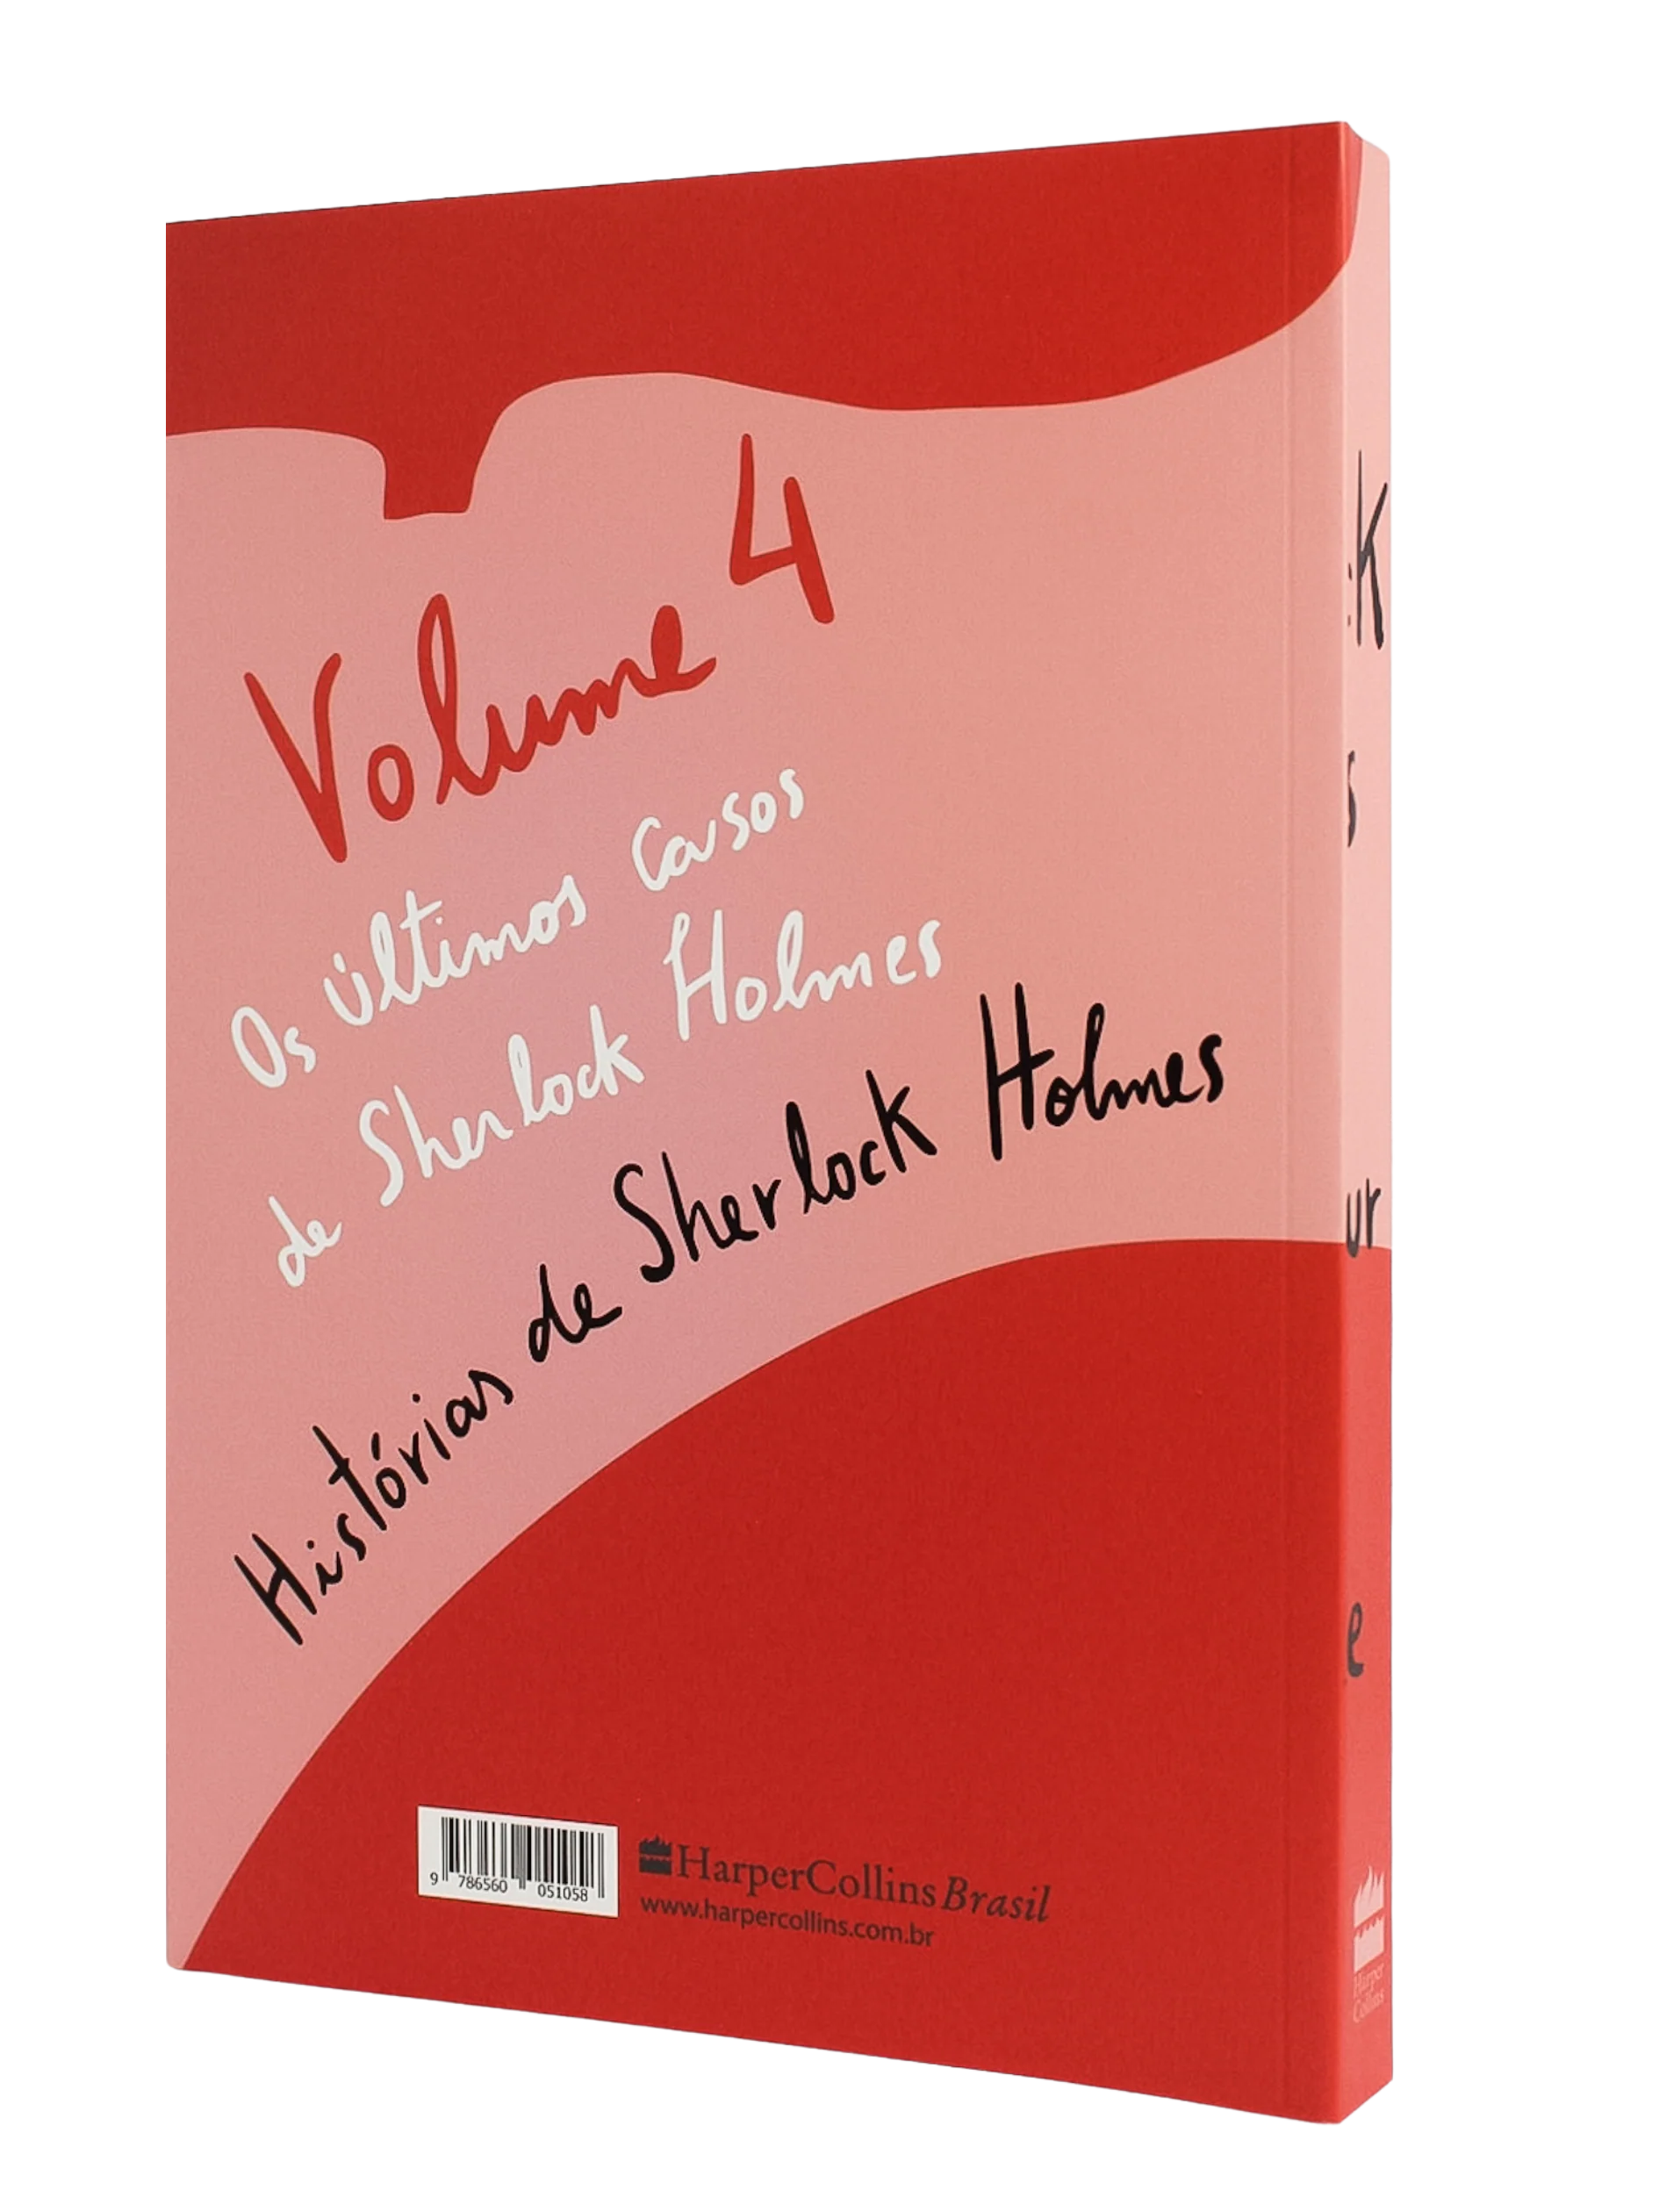 Volume 4
Os últimos casos
de Sherlock Holmes
Histórias de Sherlock Holmes
9 786560 051058
HarperCollins Brasil
www.harpercollins.com.br
k
s
ur
e
Harper
Collins